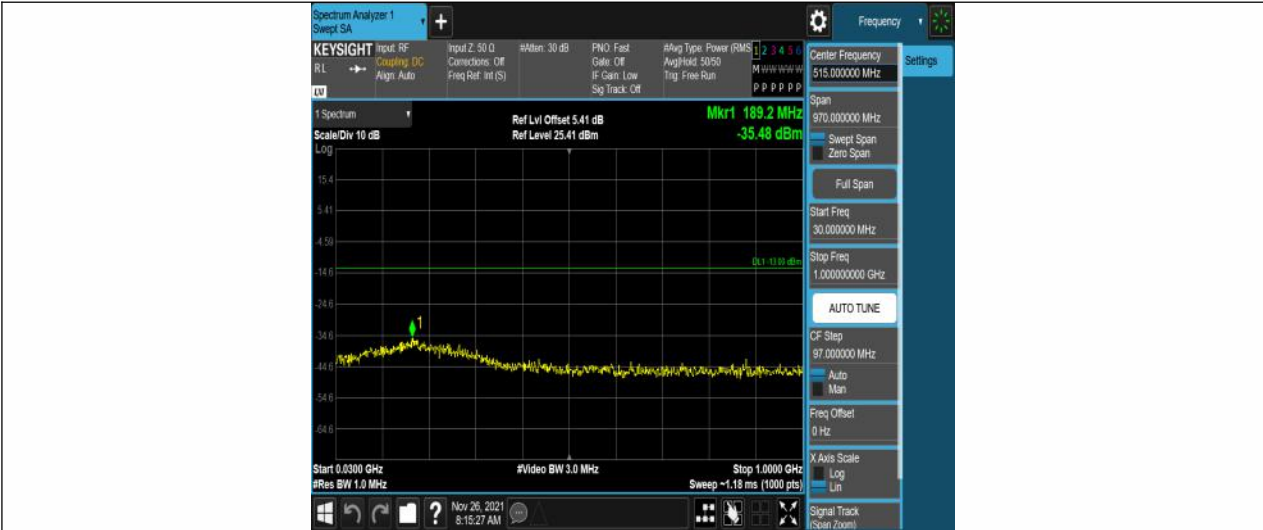 Spectrum Analyzer 1
Swept SA
+
Frequency
KEYSIGHT
RL
Input: RF
Coupling: DC
Align: Auto
Input Z: 50 Ω
Corrections: Off
Freq Ref: Int (S)
#Atten: 30 dB
PNO: Fast
Gate: Off
IF Gain: Low
Sig Track: Off
#Avg Type: Power (RMS
Avg|Hold: 50/50
Trig: Free Run
1 2 3 4 5 6
M W W W W W
P P P P P P
LV
1 Spectrum
Scale/Div 10 dB
Log
Ref Lvl Offset 5.41 dB
Ref Level 25.41 dBm
Mkr1 189.2 MHz
-35.48 dBm
15.4
5.41
-4.59
-14.6
-24.6
-34.6
-44.6
-54.6
-64.6
DL1 -13.00 dBm
1
Start 0.0300 GHz
#Res BW 1.0 MHz
#Video BW 3.0 MHz
Stop 1.0000 GHz
Sweep ~1.18 ms (1000 pts)
Nov 26, 2021
8:15:27 AM
Center Frequency
515.000000 MHz
Settings
Span
970.000000 MHz
Swept Span
Zero Span
Full Span
Start Freq
30.000000 MHz
Stop Freq
1.000000000 GHz
AUTO TUNE
CF Step
97.000000 MHz
Auto
Man
Freq Offset
0 Hz
X Axis Scale
Log
Lin
Signal Track
(Span Zoom)